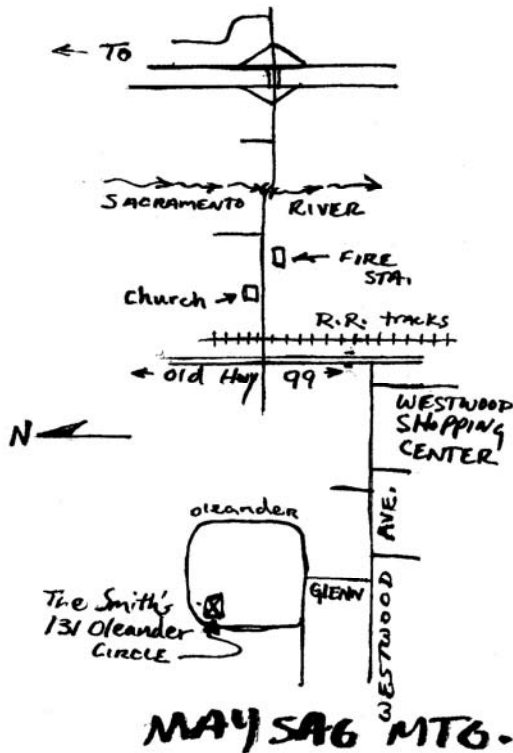 ← TO
SACRAMENTO RIVER
← FIRE
STA.
Church →
R.R. tracks
← Old Hwy 99 →
WESTWOOD
SHOPPING
CENTER
N
oleander
AVE.
GLENN
WESTWOOD
The Smith's
131 Oleander
CIRCLE
MAY SAG MTG.